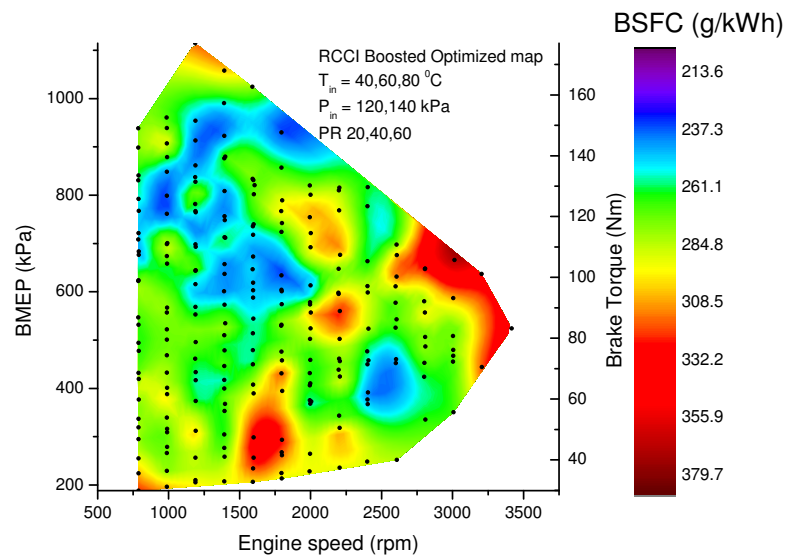 BSFC (g/kWh)
RCCI Boosted Optimized map
T_in = 40,60,80 ⁰C
P_in = 120,140 kPa
PR 20,40,60
BMEP (kPa)
1000
800
600
400
200
500 1000 1500 2000 2500 3000 3500
Engine speed (rpm)
160
140
120
100
80
60
40
Brake Torque (Nm)
213.6
237.3
261.1
284.8
308.5
332.2
355.9
379.7